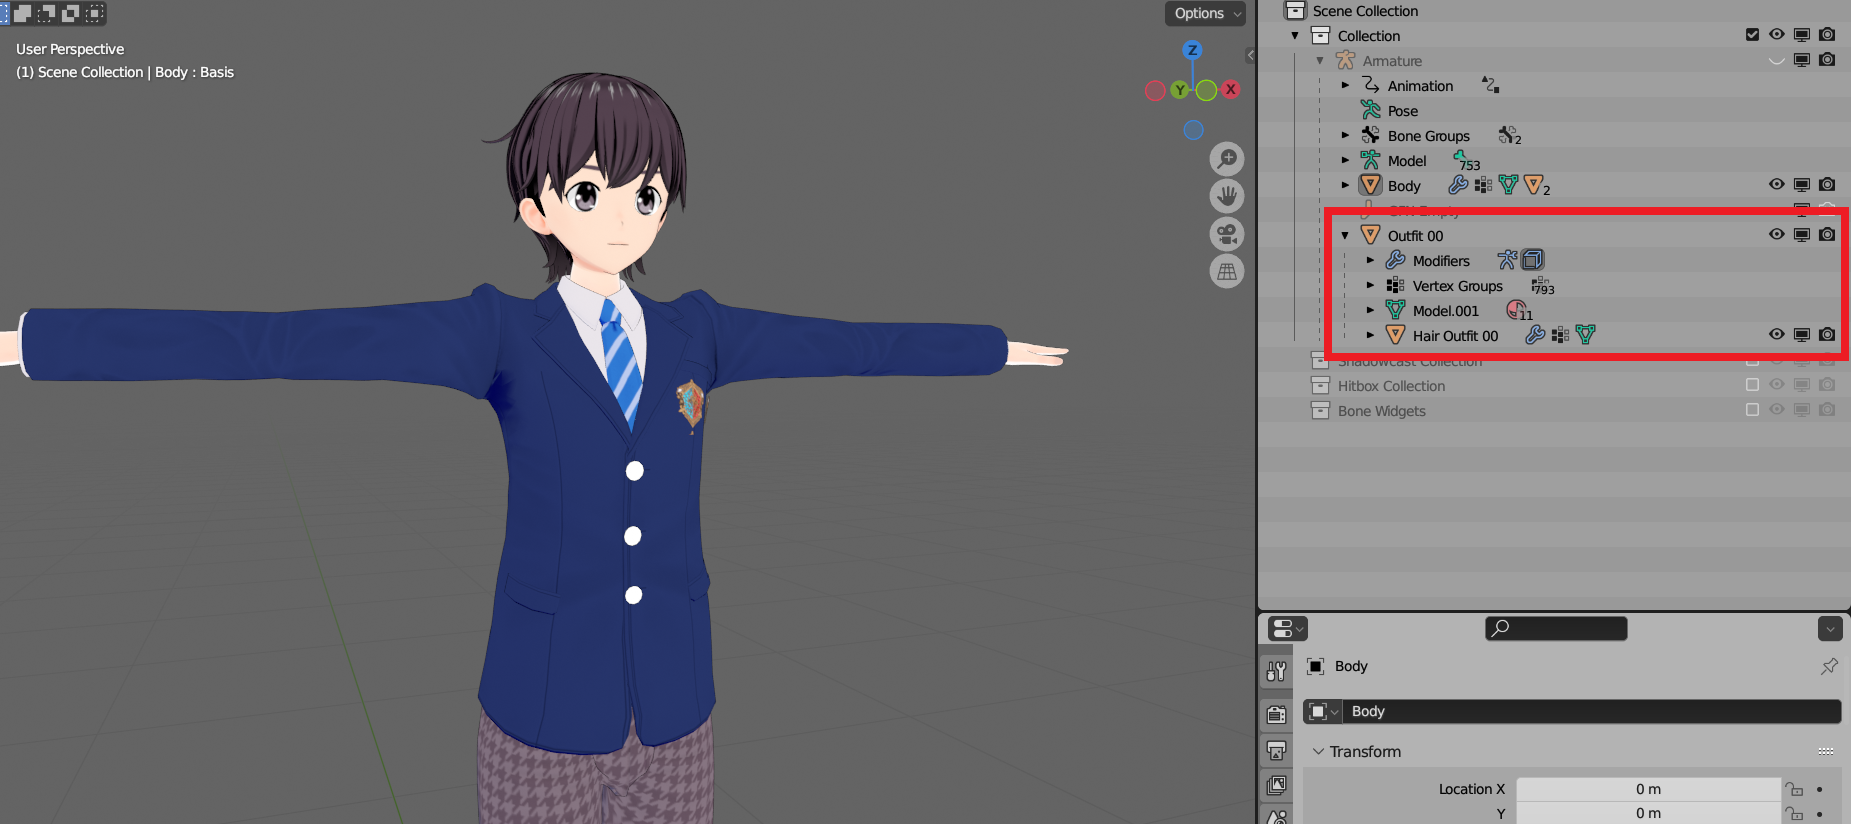 Options
User Perspective
(1) Scene Collection | Body : Basis
Z
Y
X
Scene Collection
Collection
Armature
Animation
2
Pose
Bone Groups
2
Model
753
Body
2
Outfit 00
Modifiers
Vertex Groups
793
Model.001
11
Hair Outfit 00
Shadowcast Collection
Hitbox Collection
Bone Widgets
Body
Body
Transform
Location X
0 m
Y
0 m